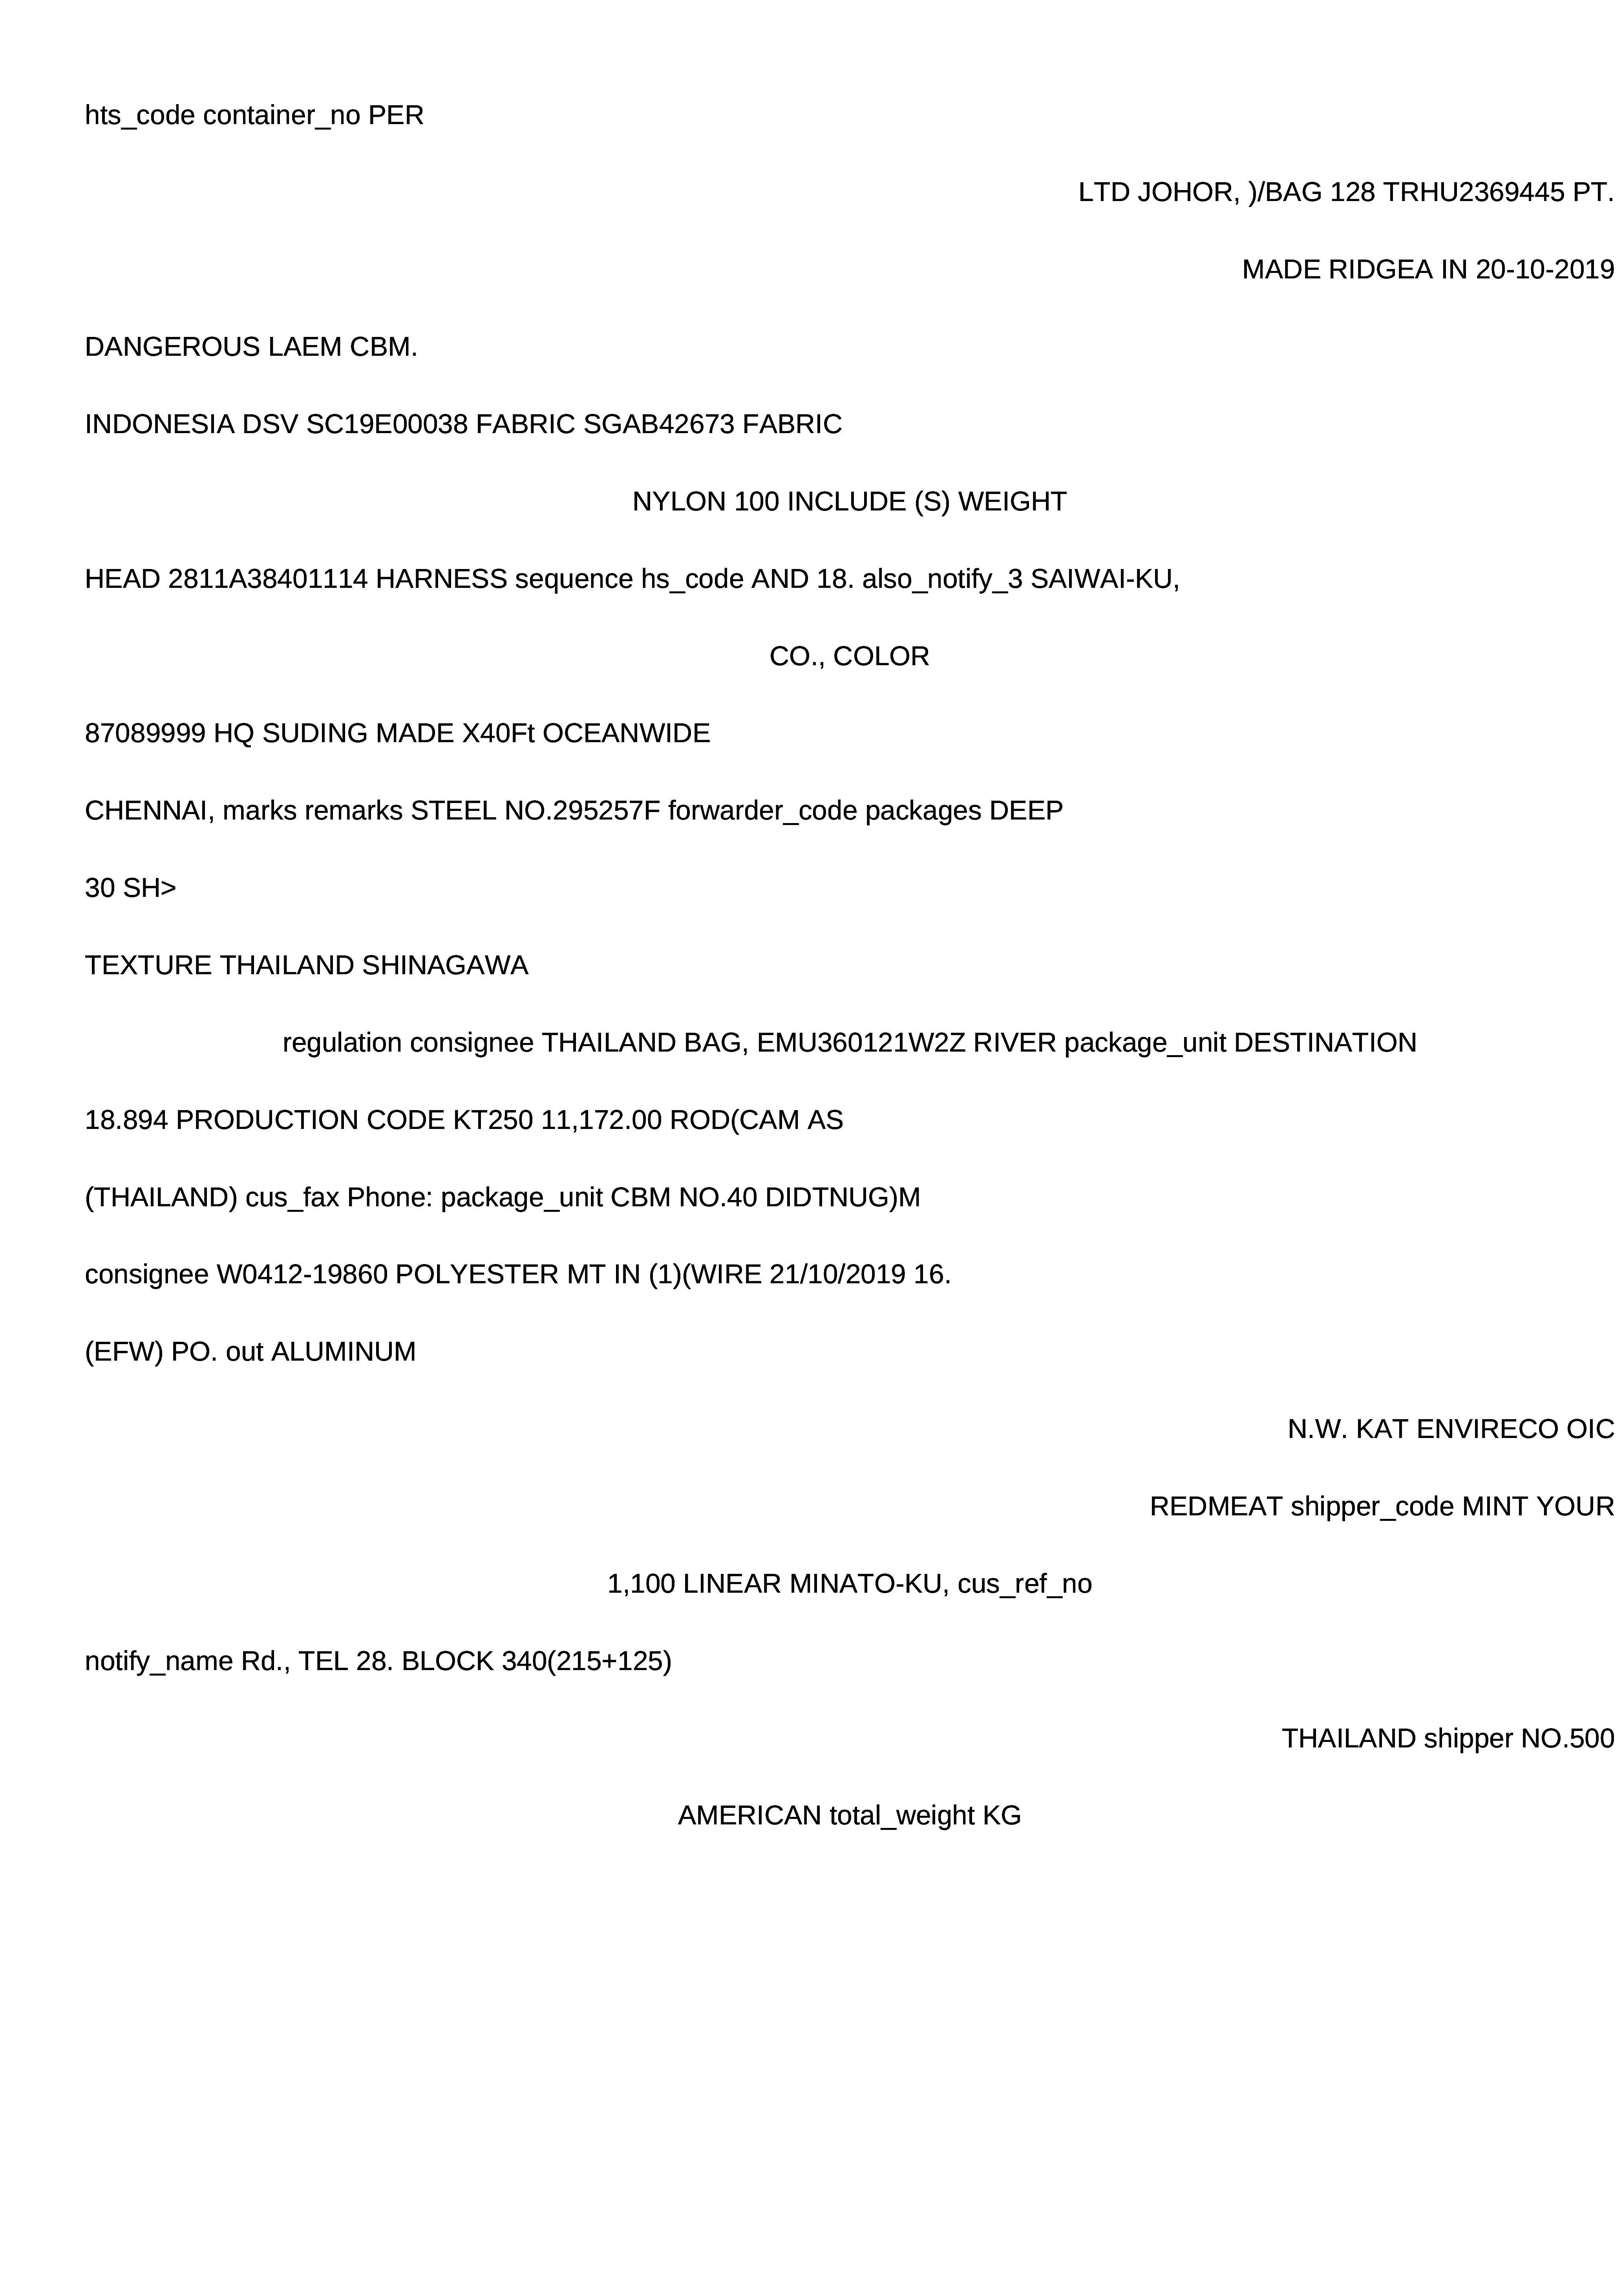 hts_code container_no PER
LTD JOHOR, )/BAG 128 TRHU2369445 PT.
MADE RIDGEA IN 20-10-2019
DANGEROUS LAEM CBM.
INDONESIA DSV SC19E00038 FABRIC SGAB42673 FABRIC
NYLON 100 INCLUDE (S) WEIGHT
HEAD 2811A38401114 HARNESS sequence hs_code AND 18. also_notify_3 SAIWAI-KU,
CO., COLOR
87089999 HQ SUDING MADE X40Ft OCEANWIDE
CHENNAI, marks remarks STEEL NO.295257F forwarder_code packages DEEP
30 SH>
TEXTURE THAILAND SHINAGAWA
regulation consignee THAILAND BAG, EMU360121W2Z RIVER package_unit DESTINATION
18.894 PRODUCTION CODE KT250 11,172.00 ROD(CAM AS
(THAILAND) cus_fax Phone: package_unit CBM NO.40 DIDTNUG)M
consignee W0412-19860 POLYESTER MT IN (1)(WIRE 21/10/2019 16.
(EFW) PO. out ALUMINUM
N.W. KAT ENVIRECO OIC
REDMEAT shipper_code MINT YOUR
1,100 LINEAR MINATO-KU, cus_ref_no
notify_name Rd., TEL 28. BLOCK 340(215+125)
THAILAND shipper NO.500
AMERICAN total_weight KG